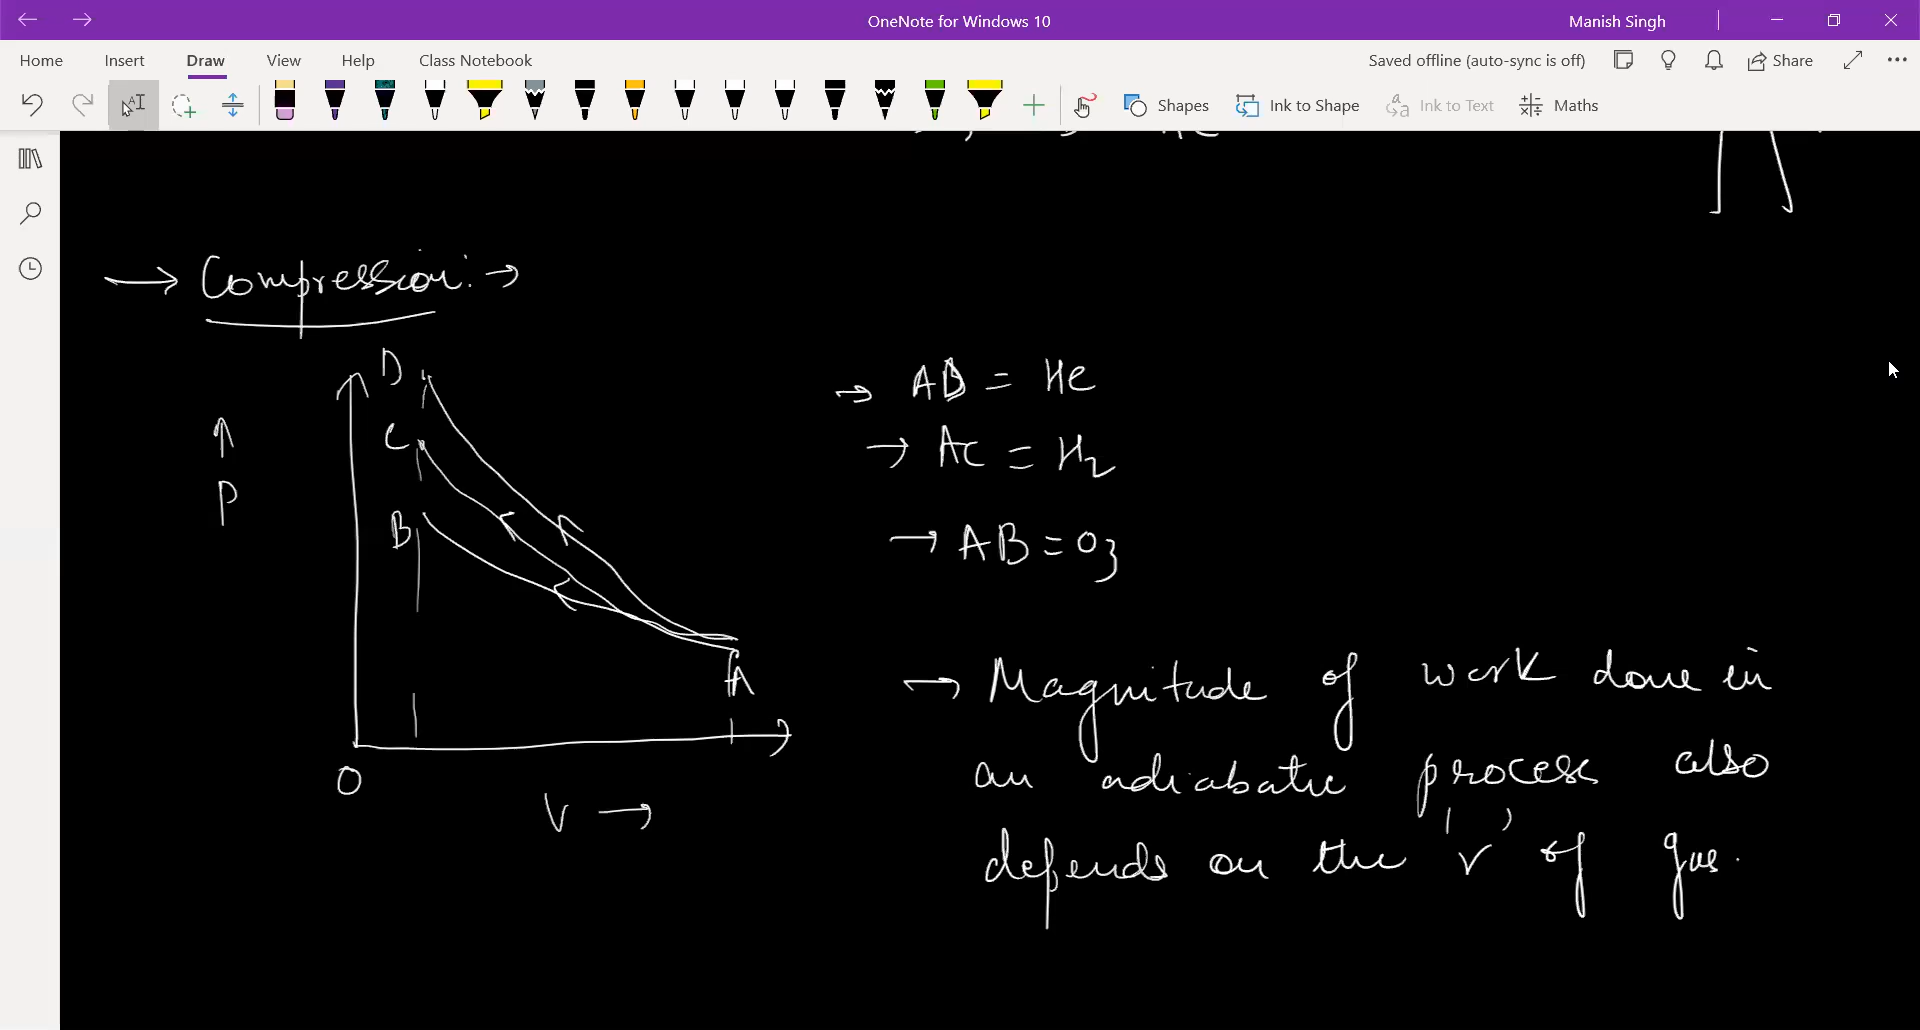 OneNote for Windows 10
Manish Singh
Home Insert Draw View Help Class Notebook
Saved offline (auto-sync is off) Share
Shapes Ink to Shape Ink to Text Maths
→ Compression: →
D
C
B
A
↑
P
O
V →
→ AD = He
→ AC = H2
→ AB = O3
→ Magnitude of work done in
an adiabatic process also
depends on the 'γ' of gas.